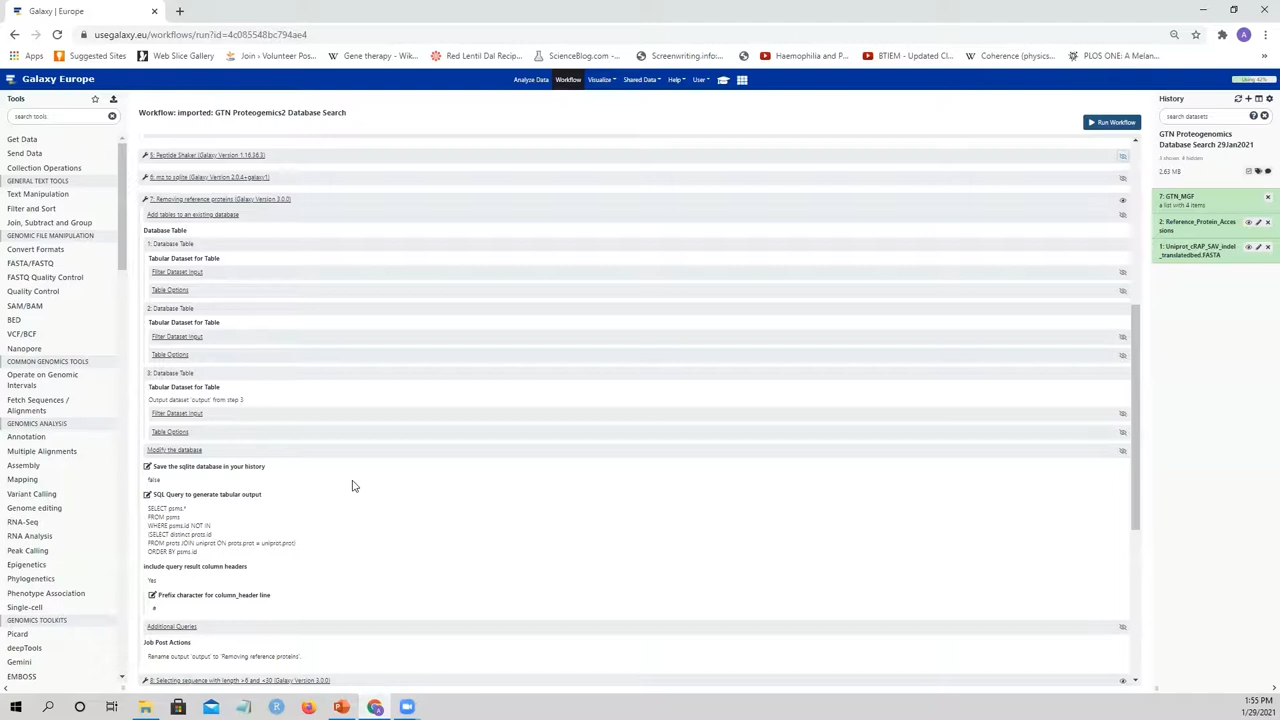 Galaxy | Europe
usegalaxy.eu/workflows/run?id=4c085548bc794ae4
A
Apps
Suggested Sites
Web Slice Gallery
Join › Volunteer Pos...
Gene therapy - Wik...
Red Lentil Dal Recip...
ScienceBlog.com -...
Screenwriting.info:...
Haemophilia and P...
BTIEM - Updated Cl...
Coherence (physics...
PLOS ONE: A Melan...
»
Galaxy Europe
Analyze Data
Workflow
Visualize
Shared Data
Help
User
Using 42%
Tools
search tools
Get Data
Send Data
Collection Operations
GENERAL TEXT TOOLS
Text Manipulation
Filter and Sort
Join, Subtract and Group
GENOMIC FILE MANIPULATION
Convert Formats
FASTA/FASTQ
FASTQ Quality Control
Quality Control
SAM/BAM
BED
VCF/BCF
Nanopore
COMMON GENOMICS TOOLS
Operate on Genomic
Intervals
Fetch Sequences /
Alignments
GENOMICS ANALYSIS
Annotation
Multiple Alignments
Assembly
Mapping
Variant Calling
Genome editing
RNA-Seq
RNA Analysis
Peak Calling
Epigenetics
Phylogenetics
Phenotype Association
Single-cell
GENOMICS TOOLKITS
Picard
deepTools
Gemini
EMBOSS
Workflow: imported: GTN Proteogemics2 Database Search
Run Workflow
5: Peptide Shaker (Galaxy Version 1.16.36.3)
6: mz to sqlite (Galaxy Version 2.0.4+galaxy1)
7: Removing reference proteins (Galaxy Version 3.0.0)
Add tables to an existing database
Database Table
1: Database Table
Tabular Dataset for Table
Filter Dataset Input
Table Options
2: Database Table
Tabular Dataset for Table
Filter Dataset Input
Table Options
3: Database Table
Tabular Dataset for Table
Output dataset 'output' from step 3
Filter Dataset Input
Table Options
Modify the database
Save the sqlite database in your history
false
SQL Query to generate tabular output
SELECT psms.*
FROM psms
WHERE psms.id NOT IN
(SELECT distinct prots.id
FROM prots JOIN uniprot ON prots.prot = uniprot.prot)
ORDER BY psms.id
include query result column headers
Yes
Prefix character for column_header line
#
Additional Queries
Job Post Actions
Rename output 'output' to 'Removing reference proteins'.
8: Selecting sequence with length >6 and <30 (Galaxy Version 3.0.0)
History
search datasets
GTN Proteogenomics
Database Search 29Jan2021
3 shown, 4 hidden
2.63 MB
7: GTN_MGF
a list with 4 items
2: Reference_Protein_Acces
sions
1: Uniprot_cRAP_SAV_indel
_translatedbed.FASTA
1:55 PM
1/29/2021